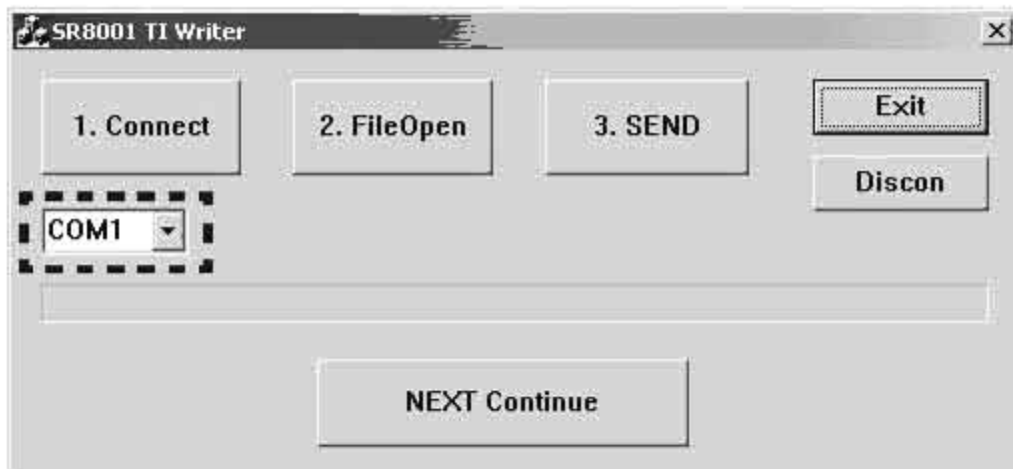 SR8001 TI Writer
1. Connect
2. FileOpen
3. SEND
Exit
Discon
COM1
NEXT Continue